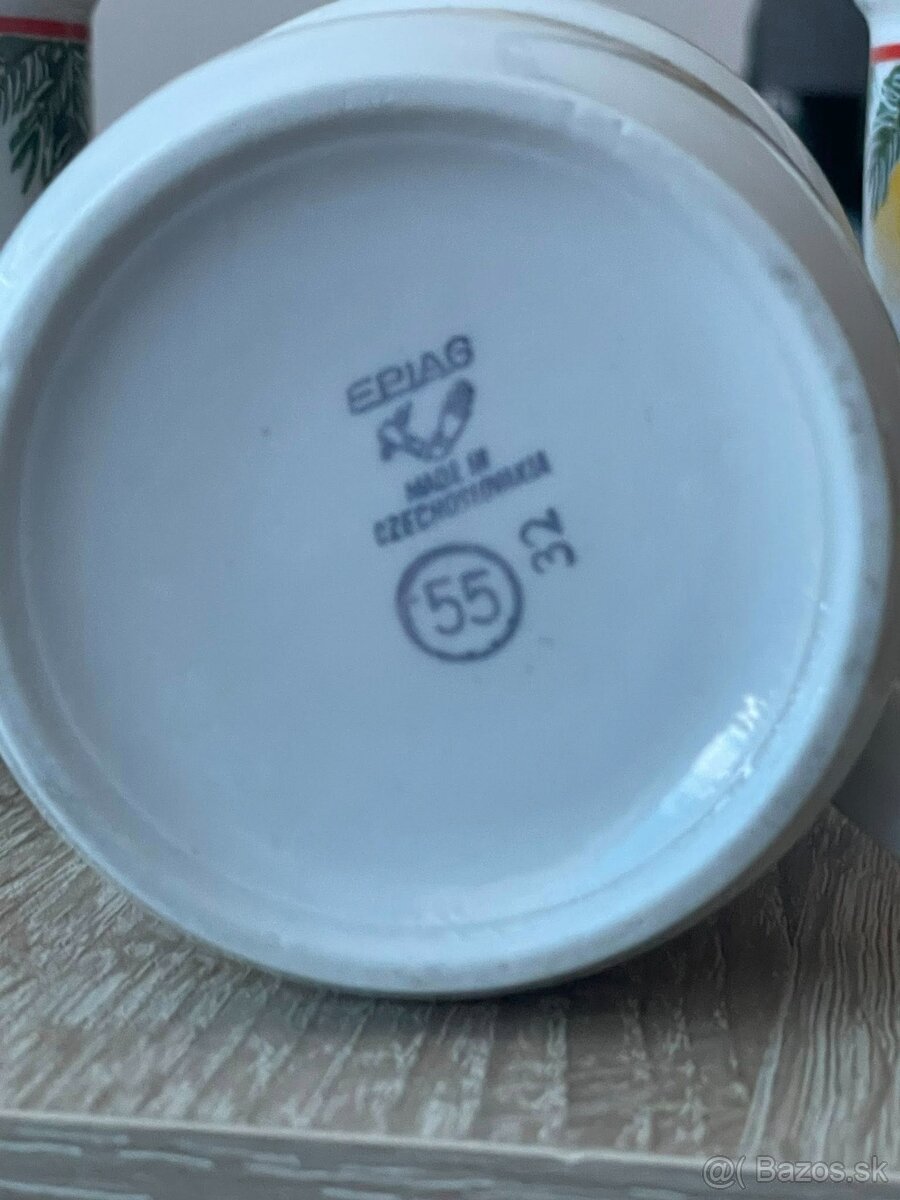 EPIAG
MADE IN
CZECHOSLOVAKIA
55
32
@( Bazos.sk